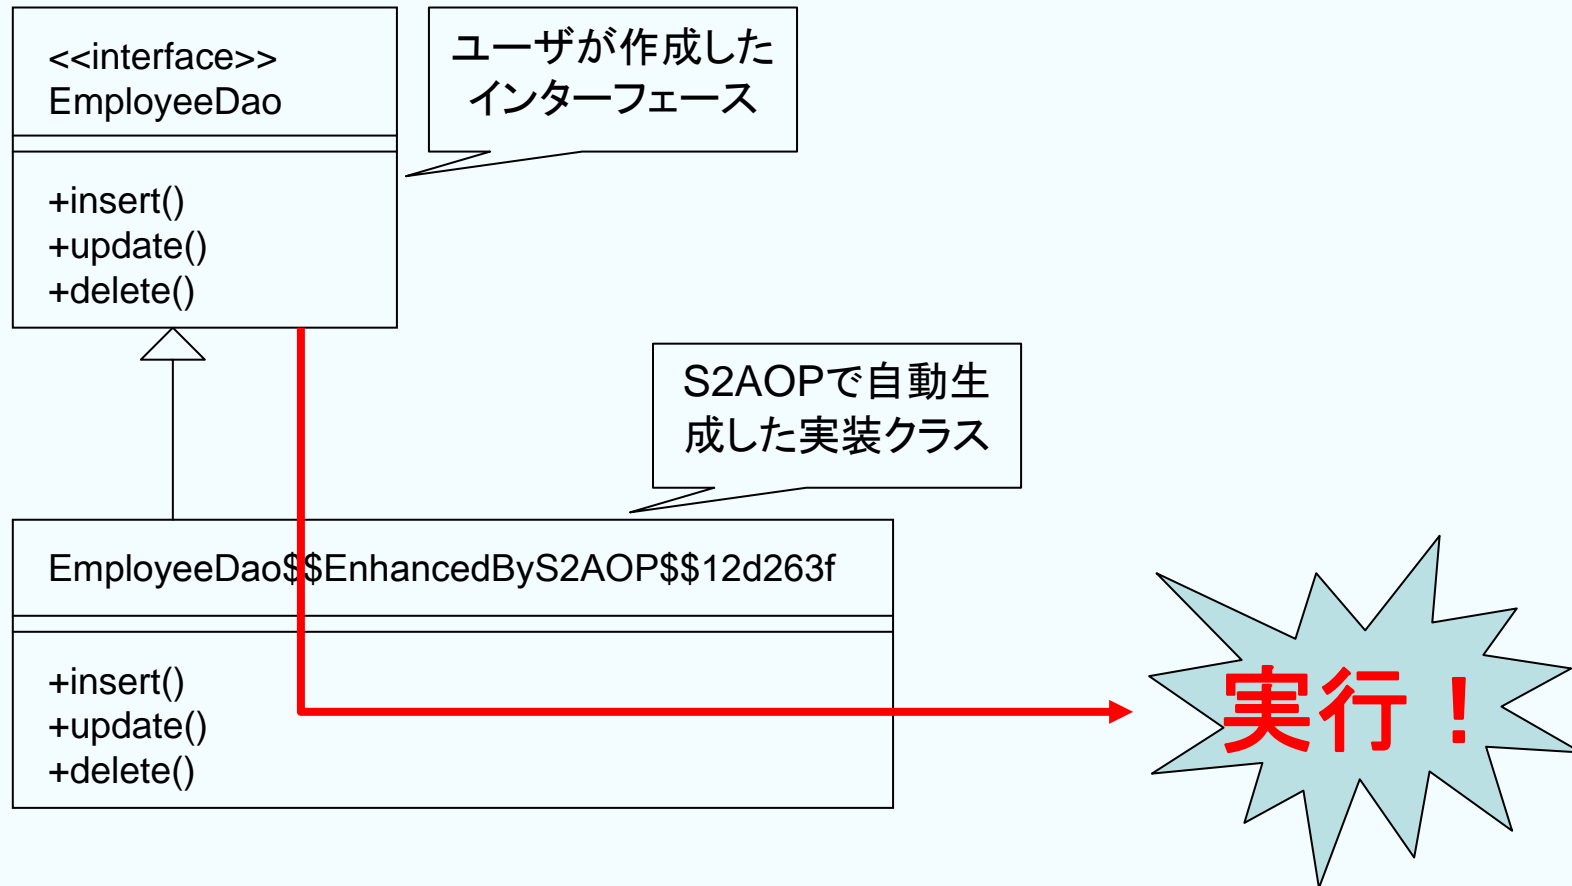 <<interface>>
EmployeeDao
+insert()
+update()
+delete()
ユーザが作成した
インターフェース
S2AOPで自動生
成した実装クラス
EmployeeDao$$EnhancedByS2AOP$$12d263f
+insert()
+update()
+delete()
実行！